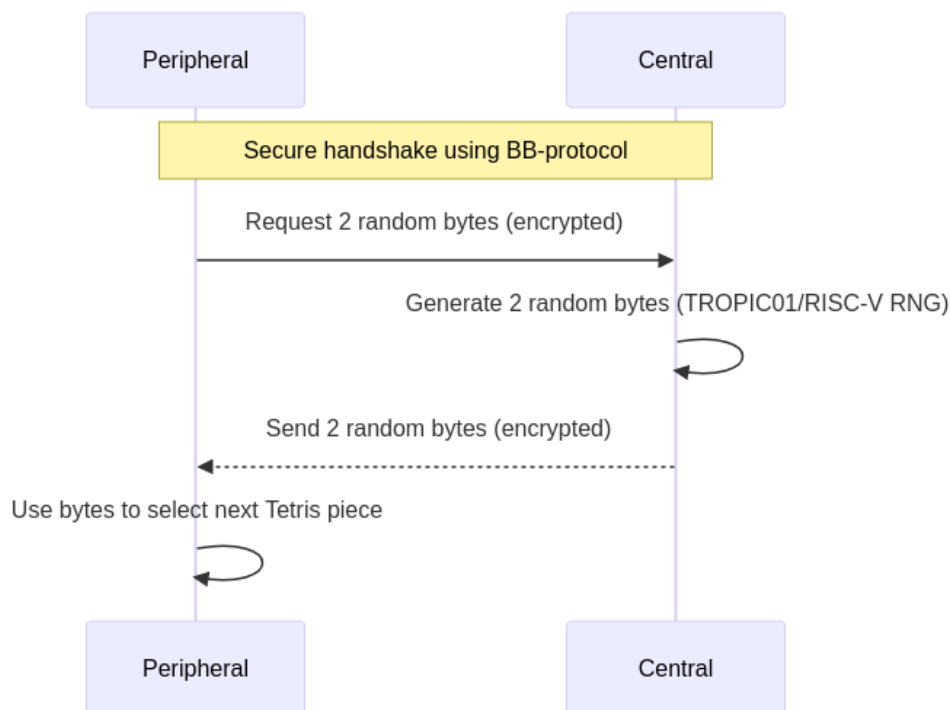 Peripheral
Central
Secure handshake using BB-protocol
Request 2 random bytes (encrypted)
Generate 2 random bytes (TROPIC01/RISC-V RNG)
Send 2 random bytes (encrypted)
Use bytes to select next Tetris piece
Peripheral
Central